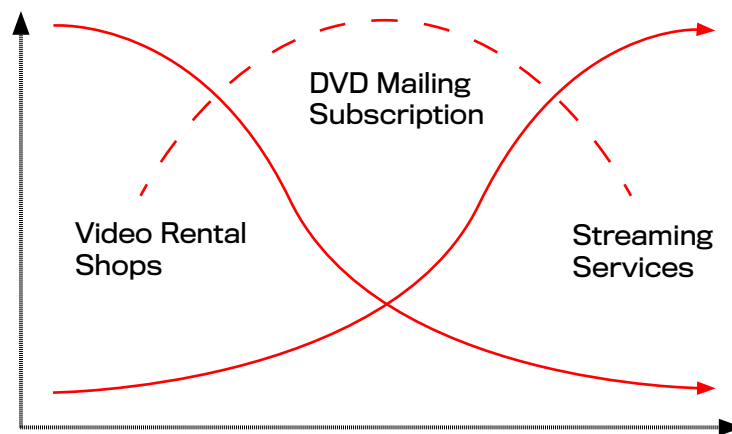 DVD Mailing
Subscription
Video Rental
Shops
Streaming
Services